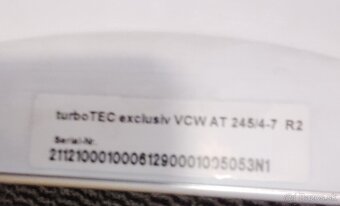 turboTEC exclusiv VCW AT 245/4-7 R2
Serial-Nr.
21121000100061290001005053N1